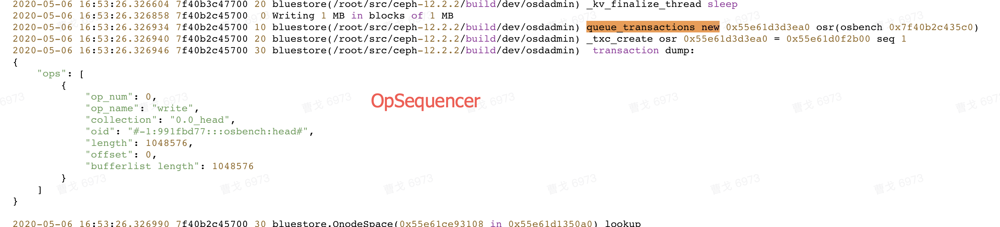 2020-05-06 16:53:26.326604 7f40b3c47700 20 bluestore(/root/src/ceph-12.2.2/build/dev/osdadmin) _kv_finalize_thread sleep
2020-05-06 16:53:26.326858 7f40b2c45700  0 Writing 1 MB in blocks of 1 MB
2020-05-06 16:53:26.326934 7f40b2c45700 10 bluestore(/root/src/ceph-12.2.2/build/dev/osdadmin) queue_transactions new 0x55e61d3d3ea0 osr(osbench 0x7f40b2c435c0)
2020-05-06 16:53:26.326940 7f40b2c45700 20 bluestore(/root/src/ceph-12.2.2/build/dev/osdadmin) _txc_create osr 0x55e61d3d3ea0 = 0x55e61d0f2b00 seq 1
2020-05-06 16:53:26.326946 7f40b2c45700 30 bluestore(/root/src/ceph-12.2.2/build/dev/osdadmin)  transaction dump:
{
    "ops": [
        {
            "op_num": 0,
            "op_name": "write",
            "collection": "0.0_head",
            "oid": "#-1:991fbd77:::osbench:head#",
            "length": 1048576,
            "offset": 0,
            "bufferlist length": 1048576
        }
    ]
}
OpSequencer
2020-05-06 16:53:26.326990 7f40b2c45700 30 bluestore.OnodeSpace(0x55e61ce93108 in 0x55e61d1350a0) lookup
曹戈 6973